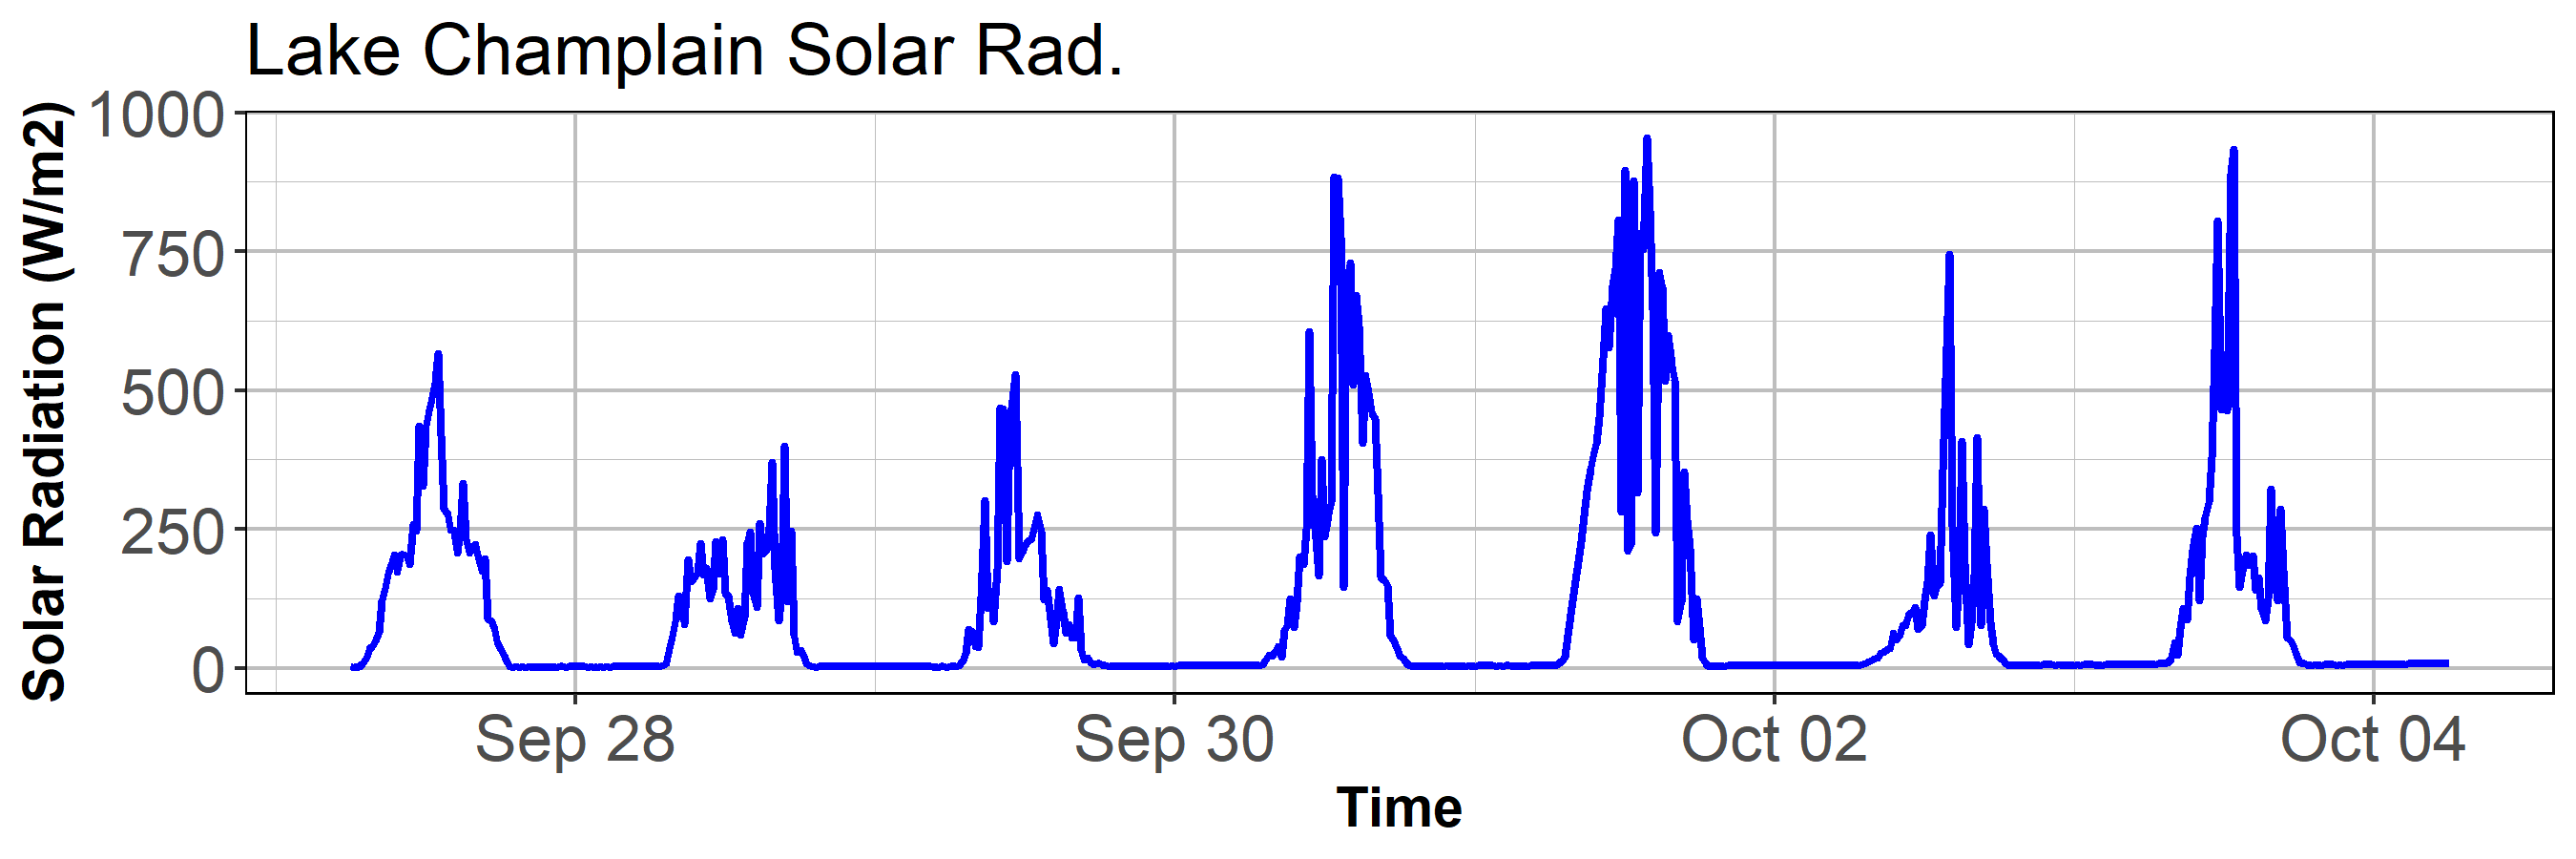 Lake Champlain Solar Rad.
Solar Radiation (W/m2)
1000
750
500
250
0
Sep 28
Sep 30
Oct 02
Oct 04
Time